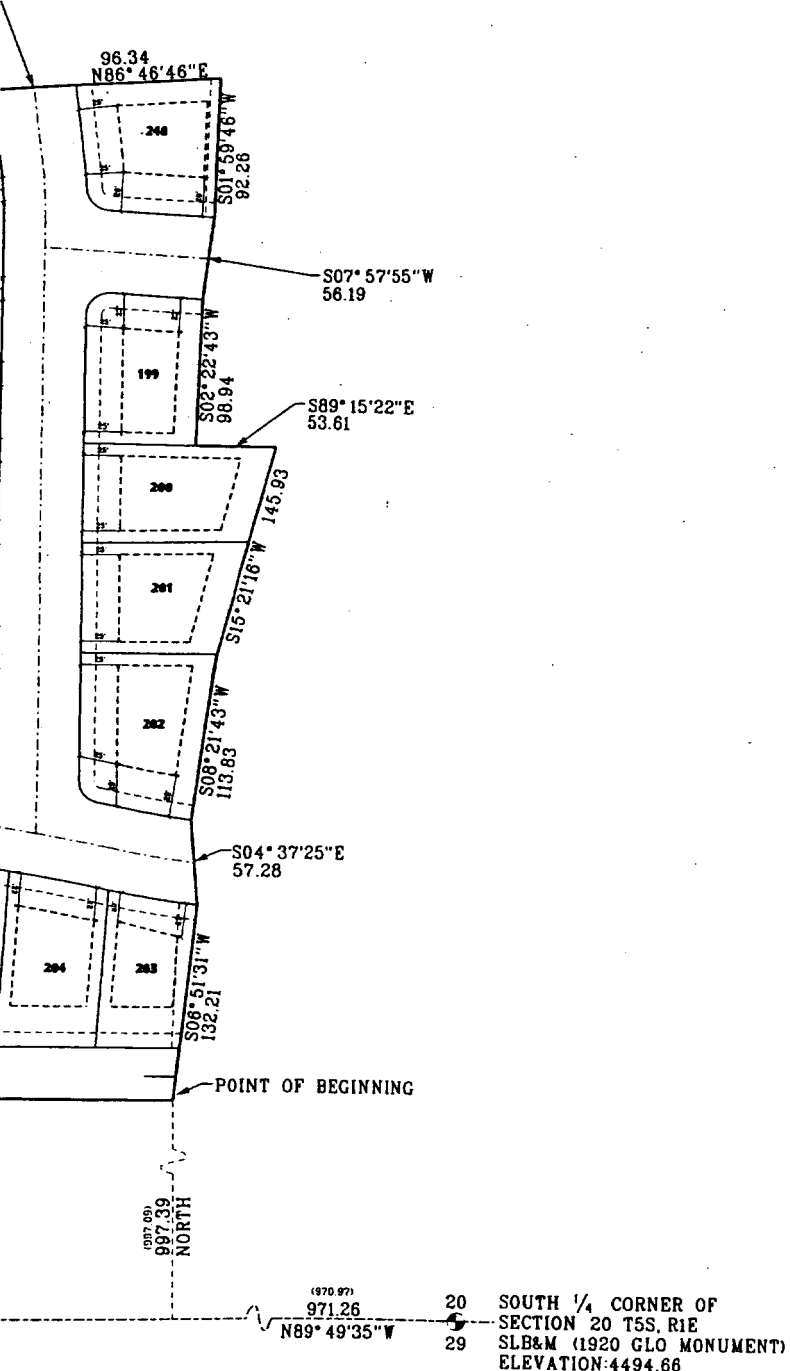 96.34
N86°46'46"E
248
S01°59'46"W
92.26
S07°57'55"W
56.19
199
S02°22'43"W
98.94
S89°15'22"E
53.61
200
145.93
S15°21'16"W
201
202
S08°21'43"W
113.83
S04°37'25"E
57.28
204
203
S06°51'31"W
132.21
POINT OF BEGINNING
(997.09)
997.39
NORTH
(970.97)
971.26
N89°49'35"W
20
29
SOUTH 1/4 CORNER OF
SECTION 20 T5S, R1E
SLB&M (1920 GLO MONUMENT)
ELEVATION:4494.66